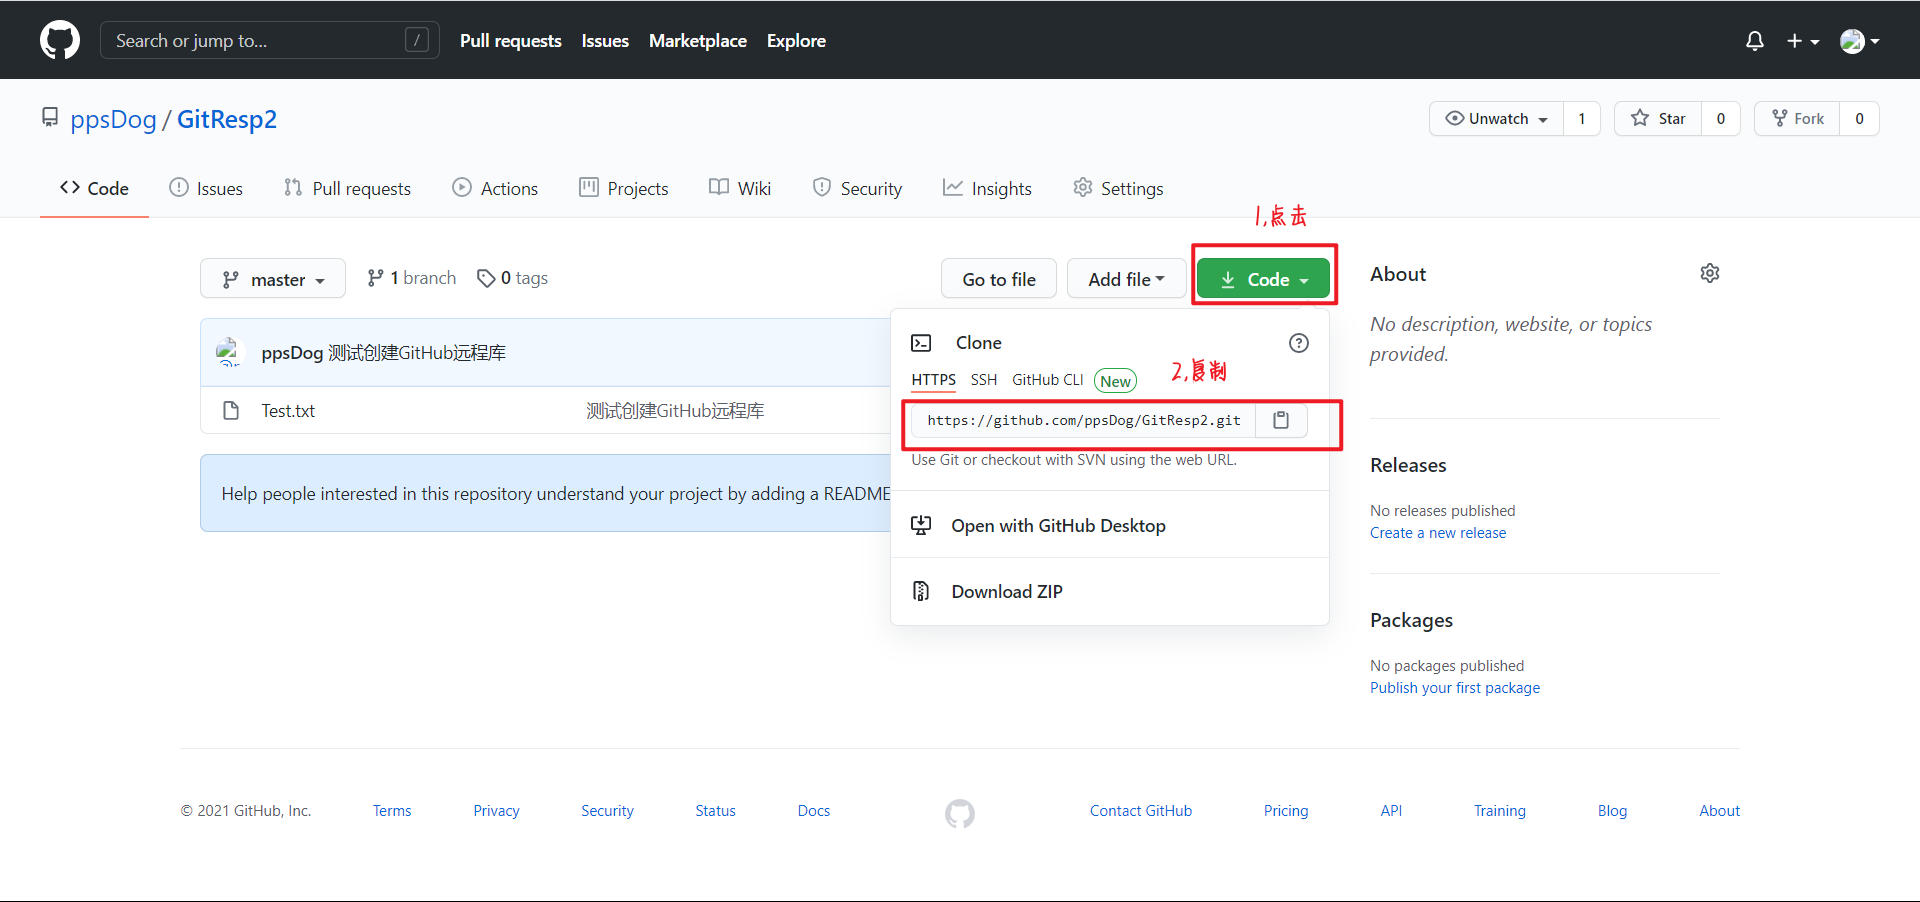 Search or jump to... /
Pull requests Issues Marketplace Explore
ppsDog / GitResp2
Unwatch 1 Star 0 Fork 0
Code Issues Pull requests Actions Projects Wiki Security Insights Settings
1,点击
master 1 branch 0 tags Go to file Add file Code
ppsDog 测试创建GitHub远程库
Test.txt 测试创建GitHub远程库
Help people interested in this repository understand your project by adding a README
Clone
HTTPS SSH GitHub CLI New
2,复制
https://github.com/ppsDog/GitResp2.git
Use Git or checkout with SVN using the web URL.
Open with GitHub Desktop
Download ZIP
About
No description, website, or topics
provided.
Releases
No releases published
Create a new release
Packages
No packages published
Publish your first package
© 2021 GitHub, Inc. Terms Privacy Security Status Docs Contact GitHub Pricing API Training Blog About